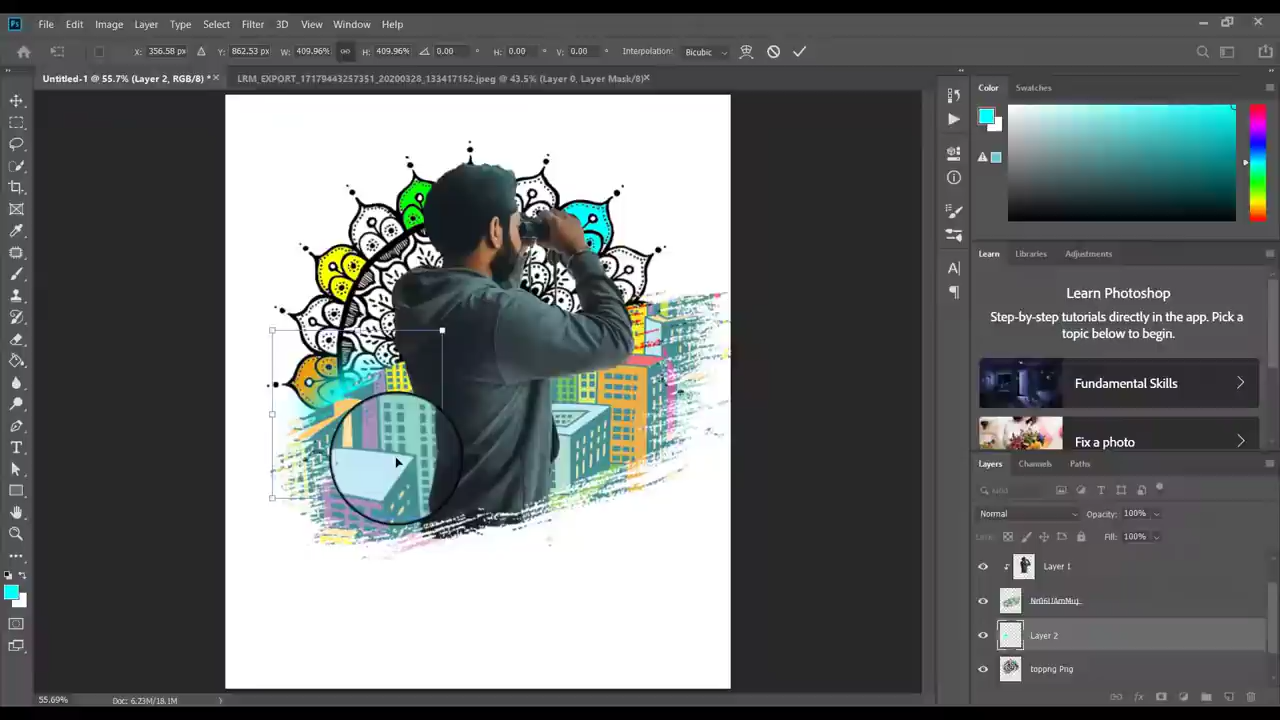 Ps File Edit Image Layer Type Select Filter 3D View Window Help
X: 356.58 px Y: 862.53 px W: 409.96% H: 409.96% 0.00 ° H: 0.00 ° V: 0.00 ° Interpolation: Bicubic
Untitled-1 @ 55.7% (Layer 2, RGB/8) * × LRM_EXPORT_17179443257351_20200328_133417152.jpeg @ 43.5% (Layer 0, Layer Mask/8) ×
Color Swatches
Learn Libraries Adjustments
Learn Photoshop
Step-by-step tutorials directly in the app. Pick a
topic below to begin.
Fundamental Skills
Fix a photo
Layers Channels Paths
Kind
Normal Opacity: 100%
Lock: Fill: 100%
Layer 1
Layer 2
toppng Png
55.69% Doc: 6.23M/18.1M